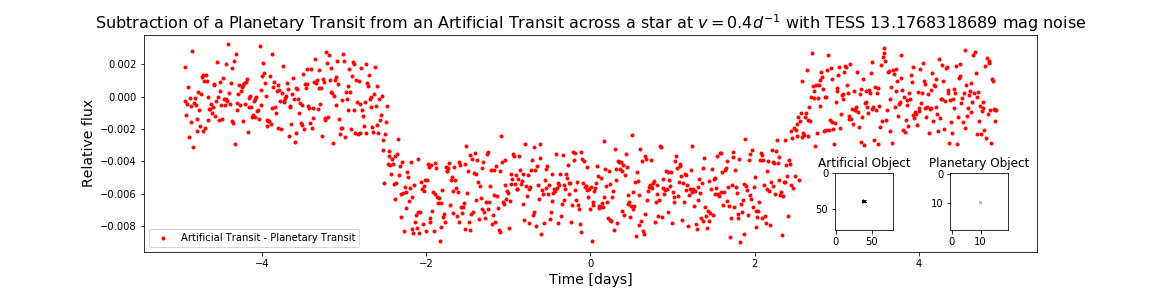 Subtraction of a Planetary Transit from an Artificial Transit across a star at v = 0.4d⁻¹ with TESS 13.1768318689 mag noise
Relative flux
0.002
0.000
−0.002
−0.004
−0.006
−0.008
Artificial Transit - Planetary Transit
Artificial Object
0
50
0 50
Planetary Object
0
10
0 10
−4 −2 0 2 4
Time [days]